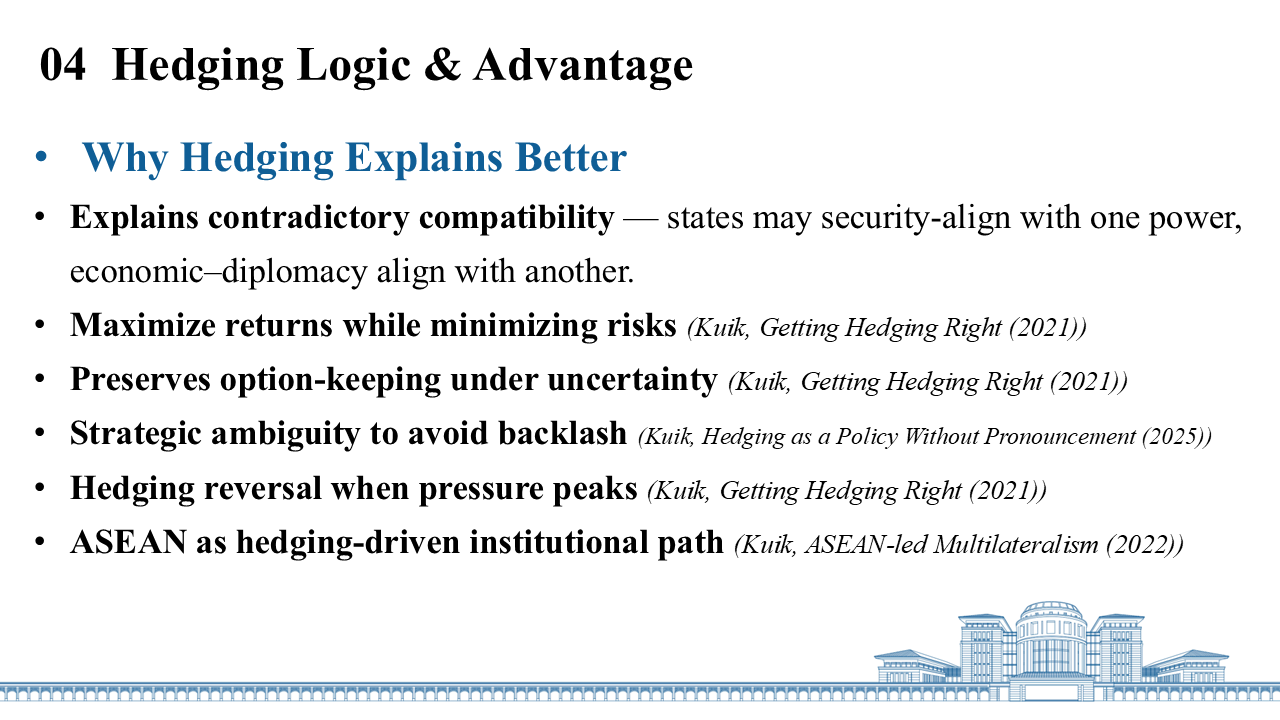 04 Hedging Logic & Advantage
• Why Hedging Explains Better
• Explains contradictory compatibility — states may security-align with one power,
economic–diplomacy align with another.
• Maximize returns while minimizing risks (Kuik, Getting Hedging Right (2021))
• Preserves option-keeping under uncertainty (Kuik, Getting Hedging Right (2021))
• Strategic ambiguity to avoid backlash (Kuik, Hedging as a Policy Without Pronouncement (2025))
• Hedging reversal when pressure peaks (Kuik, Getting Hedging Right (2021))
• ASEAN as hedging-driven institutional path (Kuik, ASEAN-led Multilateralism (2022))